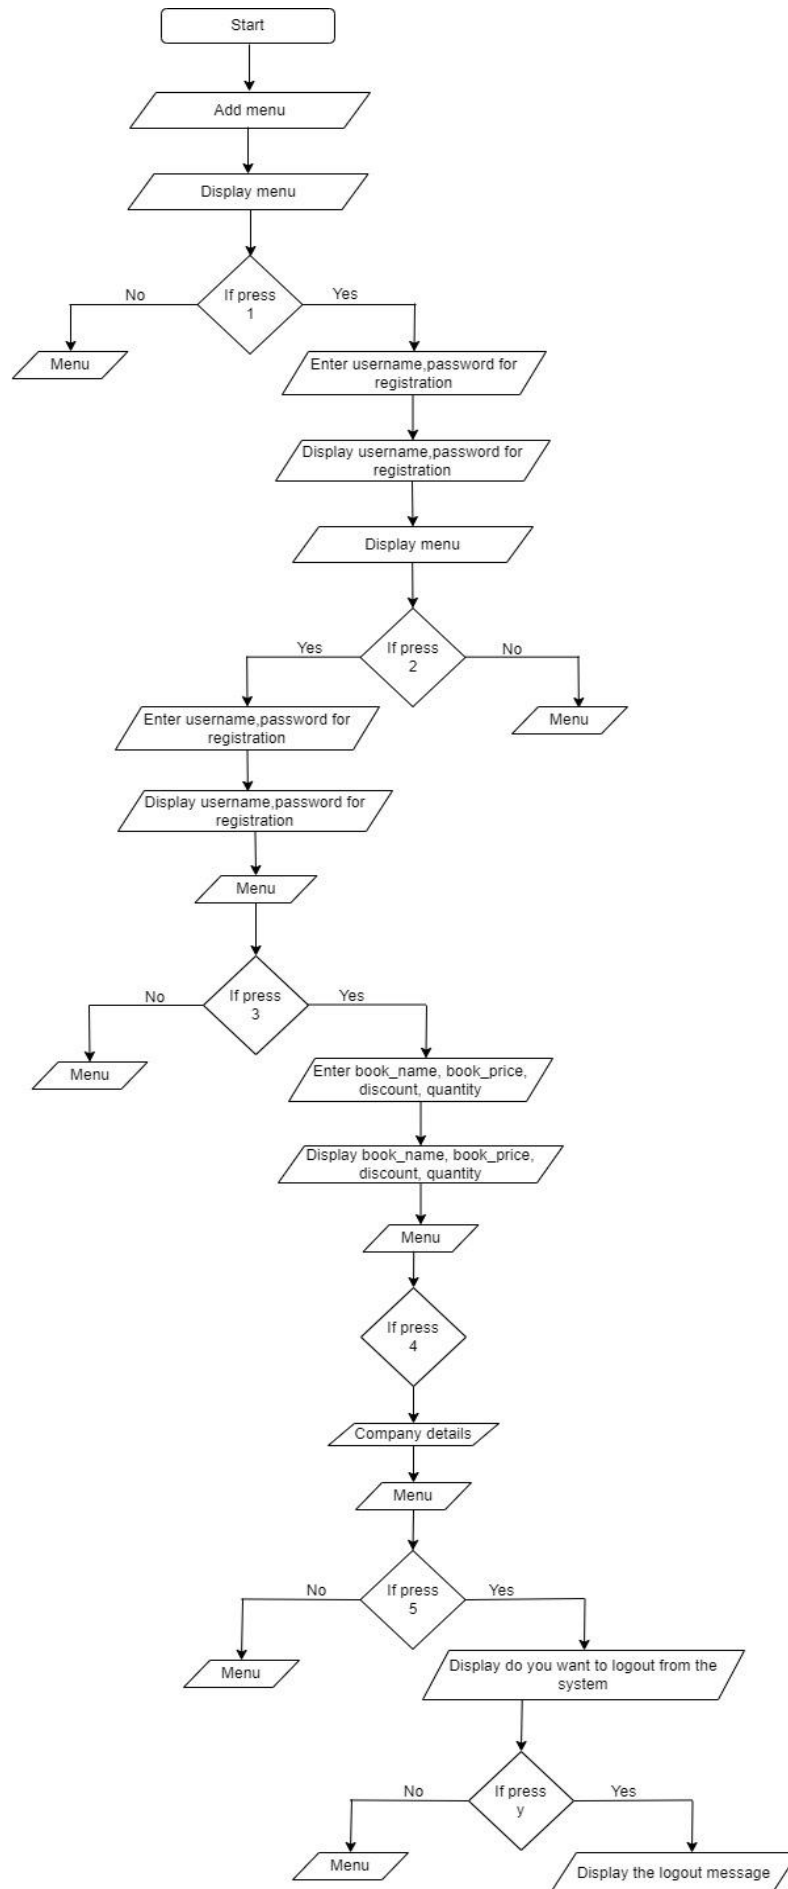 Start
Add menu
Display menu
No
If press
1
Yes
Menu
Enter username,password for
registration
Display username,password for
registration
Display menu
Yes
If press
2
No
Enter username,password for
registration
Menu
Display username,password for
registration
Menu
No
If press
3
Yes
Menu
Enter book_name, book_price,
discount, quantity
Display book_name, book_price,
discount, quantity
Menu
If press
4
Company details
Menu
No
If press
5
Yes
Menu
Display do you want to logout from the
system
No
If press
y
Yes
Menu
Display the logout message